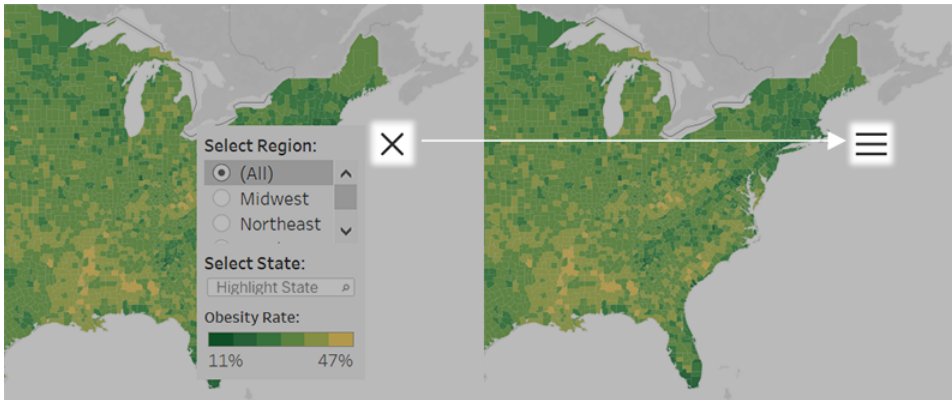 Select Region:
(All)
Midwest
Northeast
Select State:
Highlight State
Obesity Rate:
11% 47%